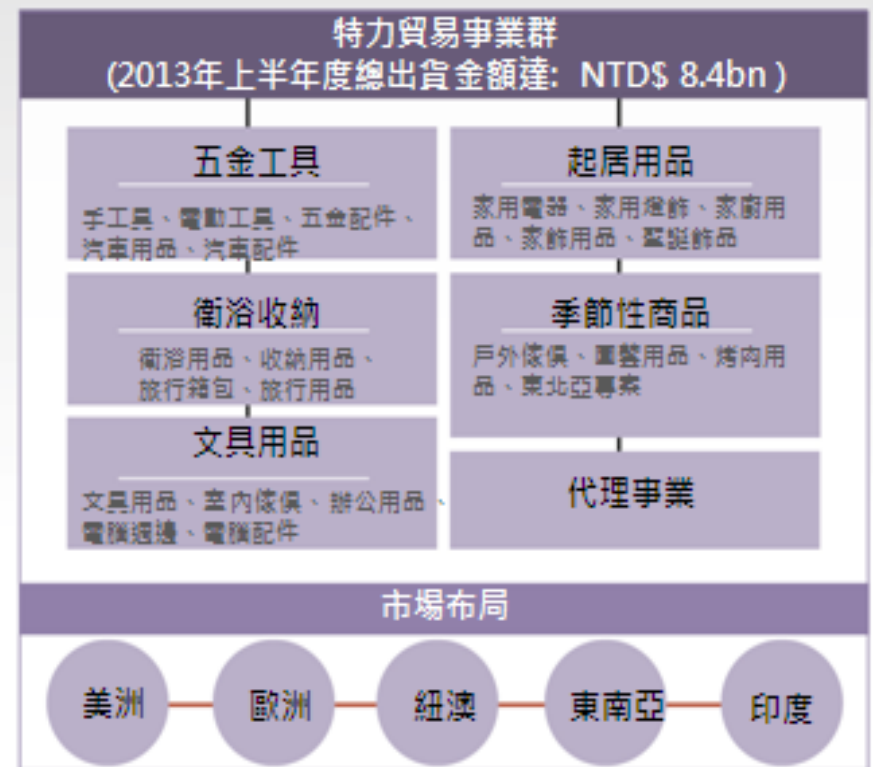 特力貿易事業群
(2013年上半年度總出貨金額達: NTD$ 8.4bn )
五金工具
手工具、電動工具、五金配件、
汽車用品、汽車配件
起居用品
家用電器、家用燈飾、家廚用
品、家飾用品、聖誕飾品
衛浴收納
衛浴用品、收納用品、
旅行箱包、旅行用品
季節性商品
戶外傢俱、園藝用品、烤肉用
品、東北亞專案
文具用品
文具用品、室內傢俱、辦公用品、
電腦週邊、電腦配件
代理事業
市場布局
美洲
歐洲
紐澳
東南亞
印度